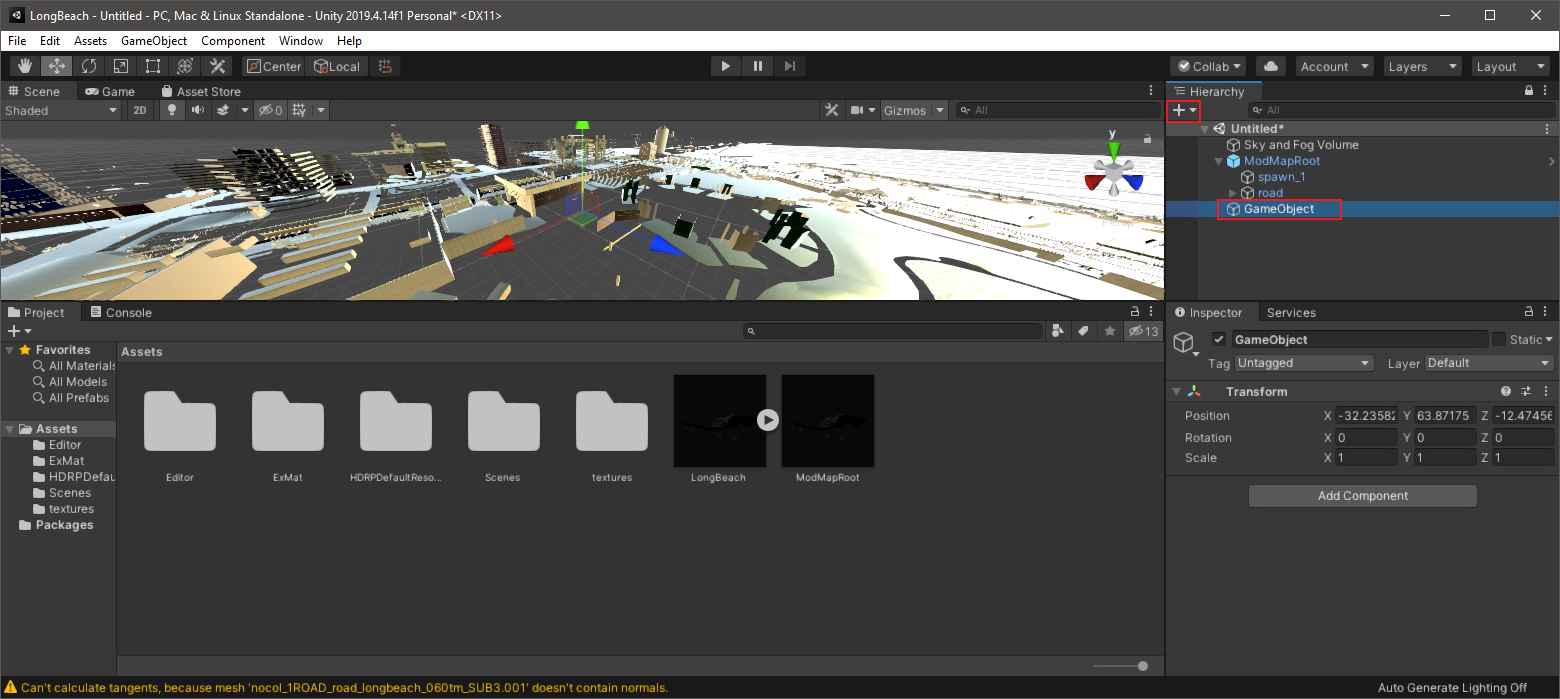 LongBeach - Untitled - PC, Mac & Linux Standalone - Unity 2019.4.14f1 Personal* <DX11>
File Edit Assets GameObject Component Window Help
Center Local Collab Account Layers Layout
Scene Game Asset Store
Shaded 2D 0 Gizmos All
Hierarchy
All
Untitled*
Sky and Fog Volume
ModMapRoot
spawn_1
road
GameObject
y
Project Console
13
Favorites
All Materials
All Models
All Prefabs
Assets
Editor
ExMat
HDRPDefau
Scenes
textures
Packages
Assets
Editor ExMat HDRPDefaultReso... Scenes textures LongBeach ModMapRoot
Inspector Services
GameObject Static
Tag Untagged Layer Default
Transform
Position X -32.23582 Y 63.87175 Z -12.47456
Rotation X 0 Y 0 Z 0
Scale X 1 Y 1 Z 1
Add Component
Can't calculate tangents, because mesh 'nocol_1ROAD_road_longbeach_060tm_SUB3.001' doesn't contain normals.
Auto Generate Lighting Off